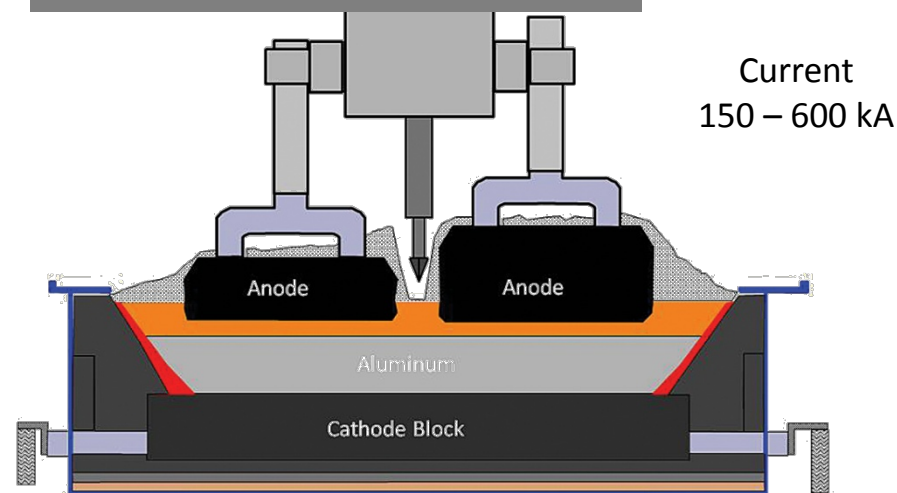 Current
150 – 600 kA
Anode
Anode
Aluminum
Cathode Block